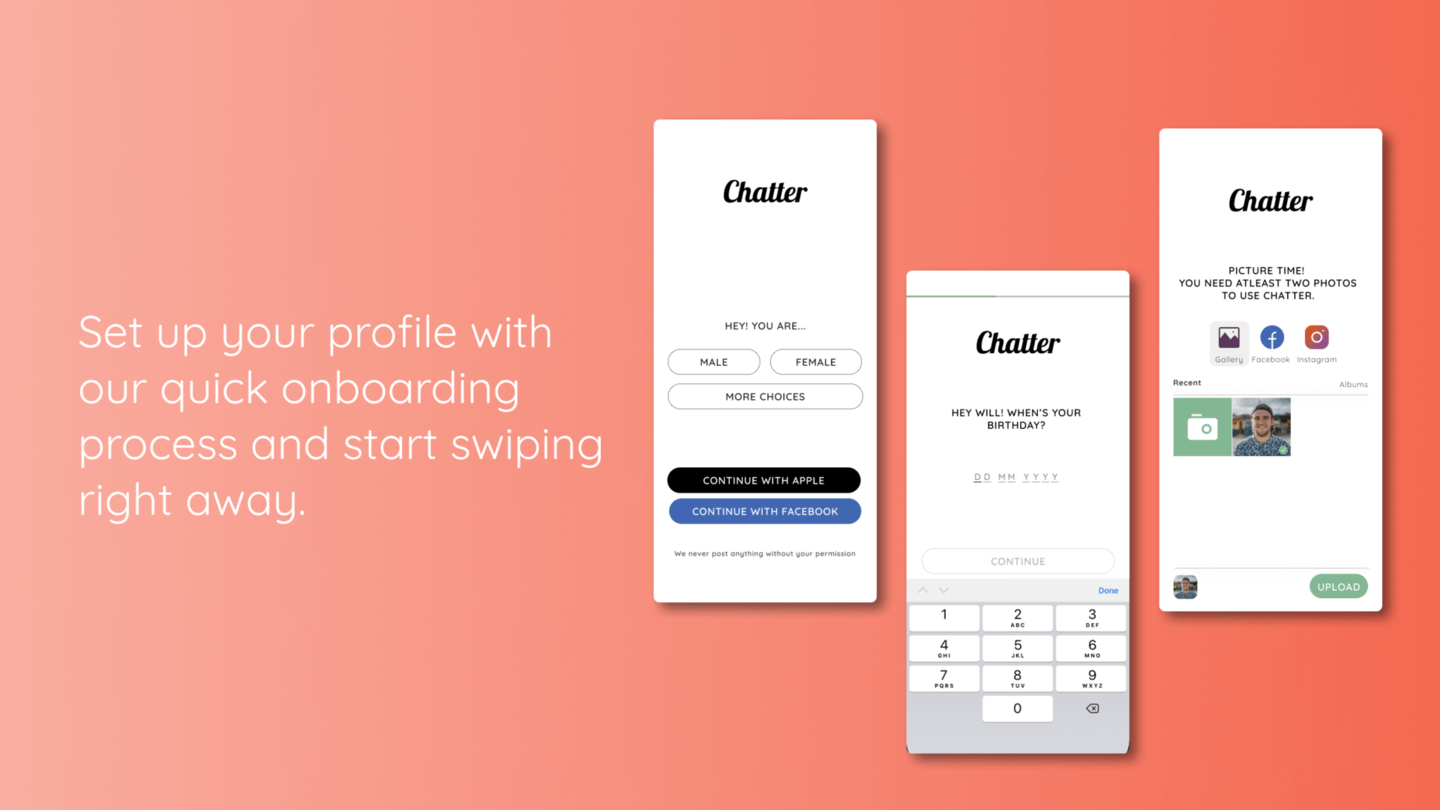 Set up your profile with
our quick onboarding
process and start swiping
right away.
Chatter
HEY! YOU ARE...
MALE
FEMALE
MORE CHOICES
CONTINUE WITH APPLE
CONTINUE WITH FACEBOOK
We never post anything without your permission
Chatter
HEY WILL! WHEN'S YOUR
BIRTHDAY?
DD MM YYYY
CONTINUE
Done
1
2
ABC
3
DEF
4
GHI
5
JKL
6
MNO
7
PQRS
8
TUV
9
WXYZ
0
Chatter
PICTURE TIME!
YOU NEED ATLEAST TWO PHOTOS
TO USE CHATTER.
Gallery
Facebook
Instagram
Recent
Albums
UPLOAD